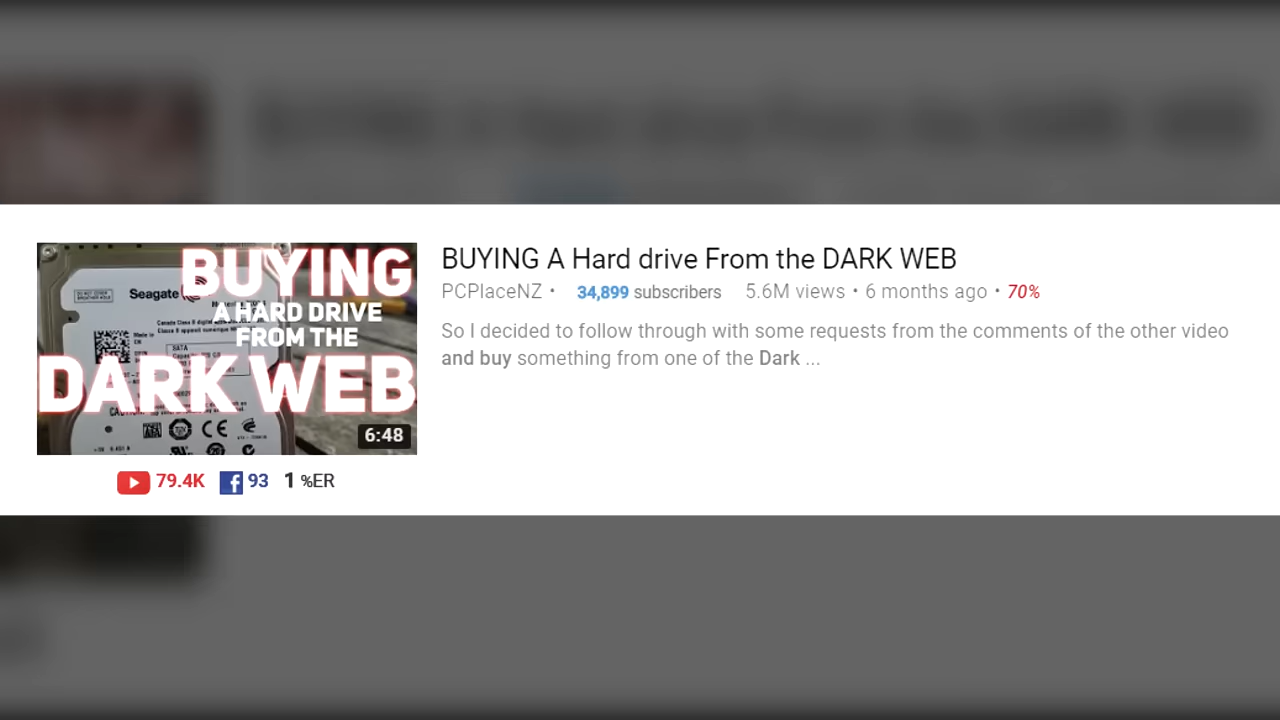 BUYING
A HARD DRIVE
FROM THE
DARK WEB
Seagate
SATA
6:48
79.4K 93 1 %ER
BUYING A Hard drive From the DARK WEB
PCPlaceNZ • 34,899 subscribers 5.6M views • 6 months ago • 70%
So I decided to follow through with some requests from the comments of the other video
and buy something from one of the Dark ...